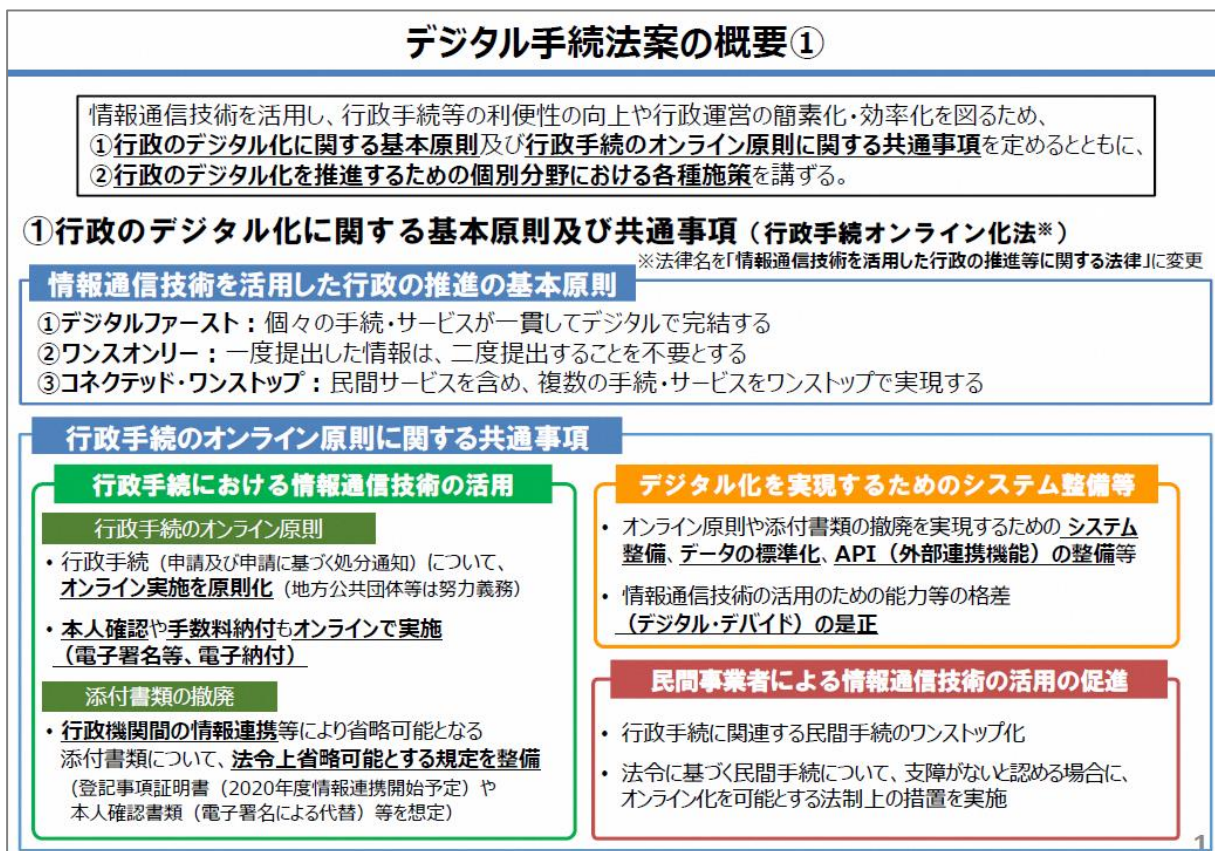 デジタル手続法案の概要①
情報通信技術を活用し、行政手続等の利便性の向上や行政運営の簡素化・効率化を図るため、
①行政のデジタル化に関する基本原則及び行政手続のオンライン原則に関する共通事項を定めるとともに、
②行政のデジタル化を推進するための個別分野における各種施策を講ずる。
①行政のデジタル化に関する基本原則及び共通事項（行政手続オンライン化法※）
※法律名を「情報通信技術を活用した行政の推進等に関する法律」に変更
情報通信技術を活用した行政の推進の基本原則
①デジタルファースト：個々の手続・サービスが一貫してデジタルで完結する
②ワンスオンリー：一度提出した情報は、二度提出することを不要とする
③コネクテッド・ワンストップ：民間サービスを含め、複数の手続・サービスをワンストップで実現する
行政手続のオンライン原則に関する共通事項
行政手続における情報通信技術の活用
行政手続のオンライン原則
・行政手続（申請及び申請に基づく処分通知）について、
オンライン実施を原則化（地方公共団体等は努力義務）
・本人確認や手数料納付もオンラインで実施
（電子署名等、電子納付）
添付書類の撤廃
・行政機関間の情報連携等により省略可能となる
添付書類について、法令上省略可能とする規定を整備
（登記事項証明書（2020年度情報連携開始予定）や
本人確認書類（電子署名による代替）等を想定）
デジタル化を実現するためのシステム整備等
・オンライン原則や添付書類の撤廃を実現するためのシステム
整備、データの標準化、API（外部連携機能）の整備等
・情報通信技術の活用のための能力等の格差
（デジタル・デバイド）の是正
民間事業者による情報通信技術の活用の促進
・行政手続に関連する民間手続のワンストップ化
・法令に基づく民間手続について、支障がないと認める場合に、
オンライン化を可能とする法制上の措置を実施
1